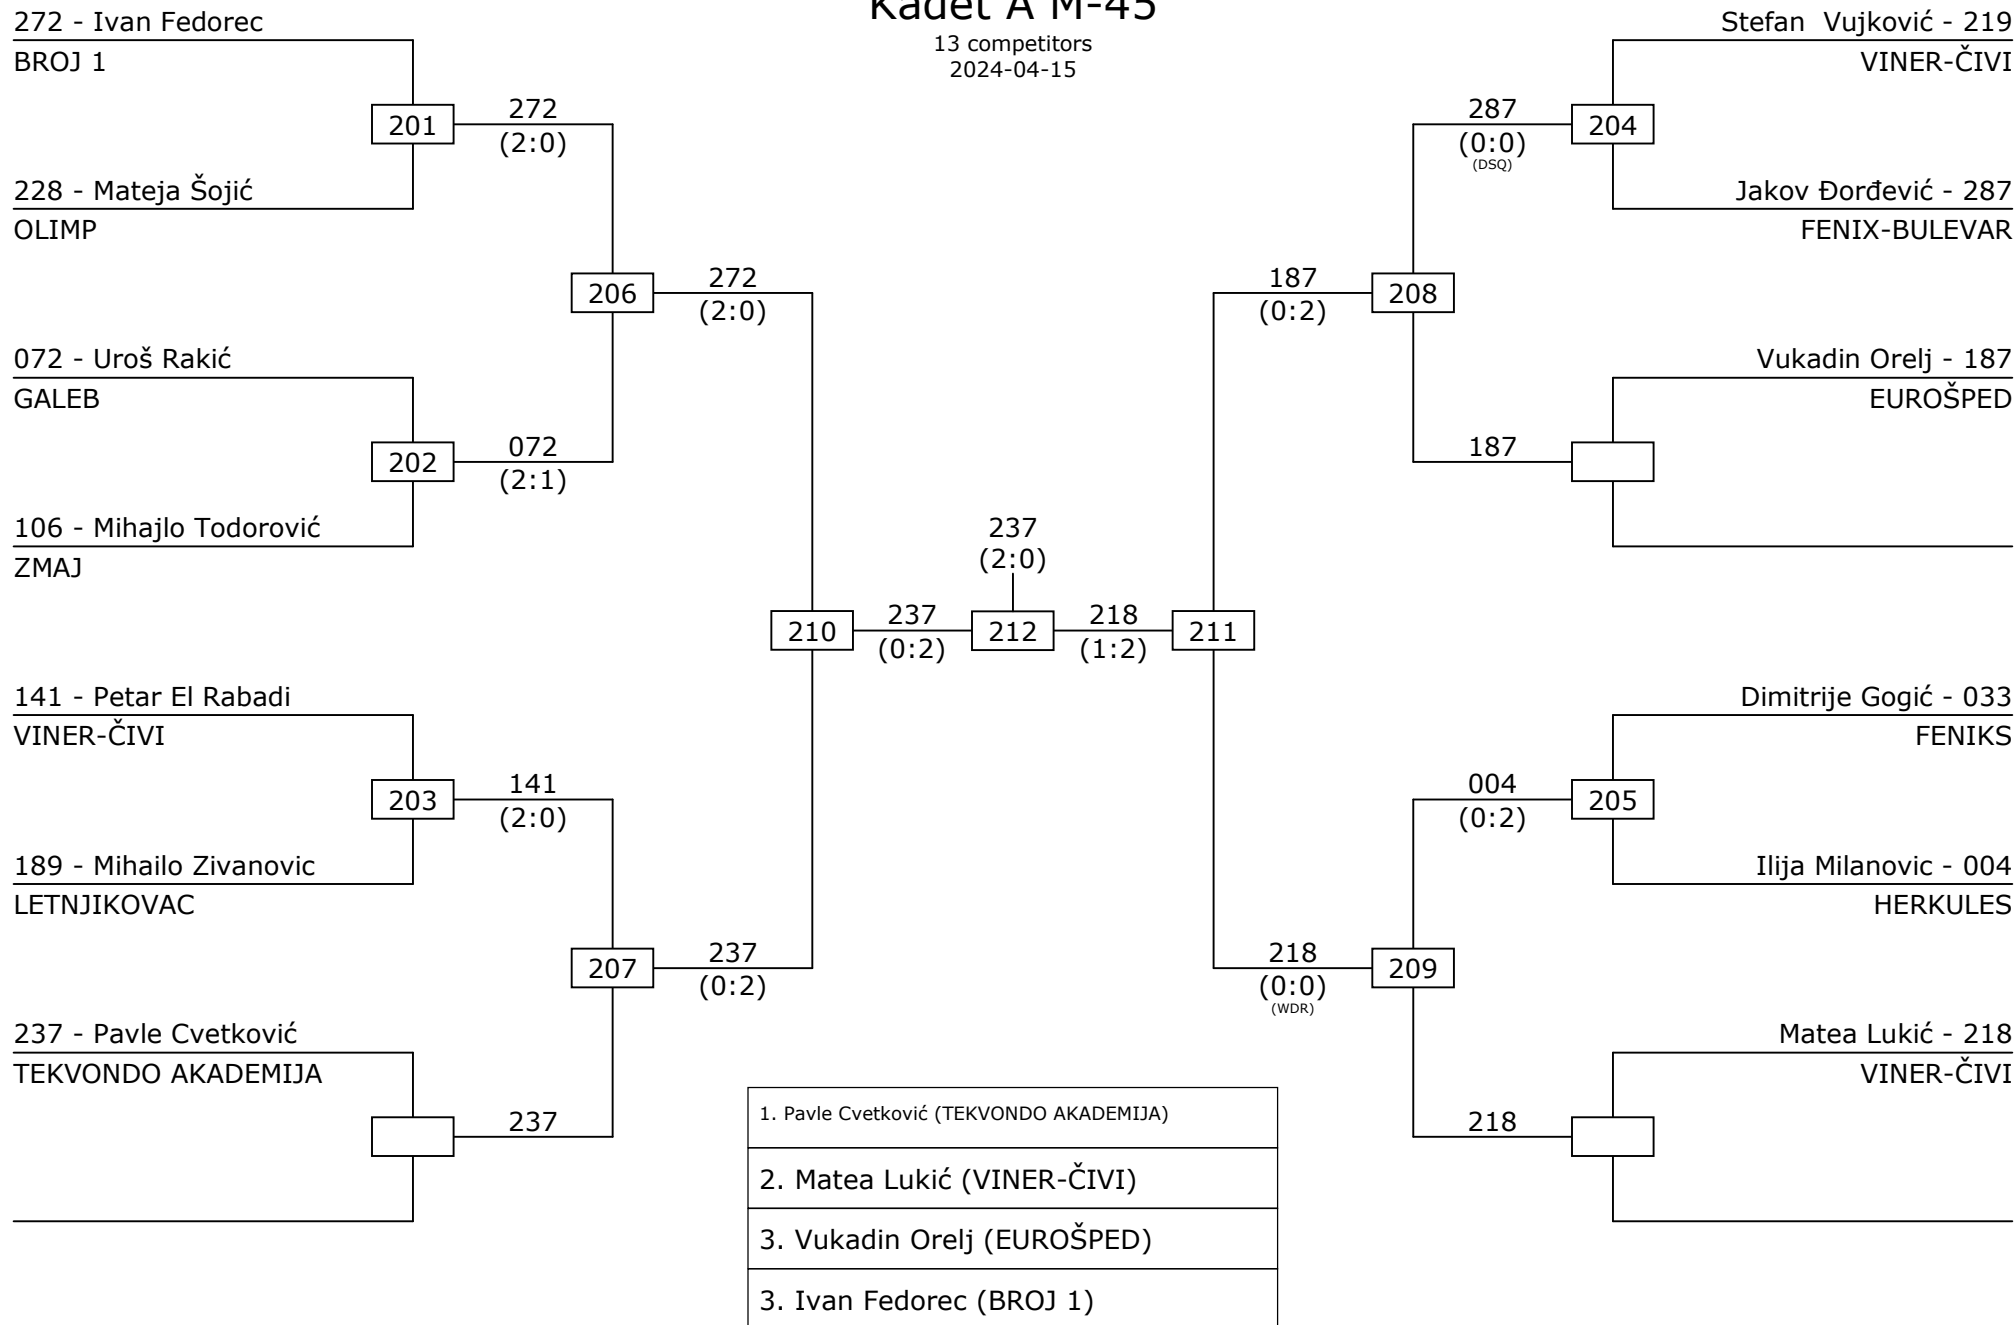 Kadet A M-45
13 competitors
2024-04-15
272 - Ivan Fedorec
BROJ 1
201
272
(2:0)
228 - Mateja Šojić
OLIMP
206
272
(2:0)
072 - Uroš Rakić
GALEB
202
072
(2:1)
106 - Mihajlo Todorović
ZMAJ
210
237
(0:2)
141 - Petar El Rabadi
VINER-ČIVI
203
141
(2:0)
189 - Mihailo Zivanovic
LETNJIKOVAC
207
237
(0:2)
237 - Pavle Cvetković
TEKVONDO AKADEMIJA
237
237
(2:0)
212
Stefan  Vujković - 219
VINER-ČIVI
287
(0:0)
(DSQ)
204
Jakov Đorđević - 287
FENIX-BULEVAR
187
(0:2)
208
Vukadin Orelj - 187
EUROŠPED
187
218
(1:2)
211
Dimitrije Gogić - 033
FENIKS
004
(0:2)
205
Ilija Milanovic - 004
HERKULES
218
(0:0)
(WDR)
209
Matea Lukić - 218
VINER-ČIVI
218
1. Pavle Cvetković (TEKVONDO AKADEMIJA)
2. Matea Lukić (VINER-ČIVI)
3. Vukadin Orelj (EUROŠPED)
3. Ivan Fedorec (BROJ 1)